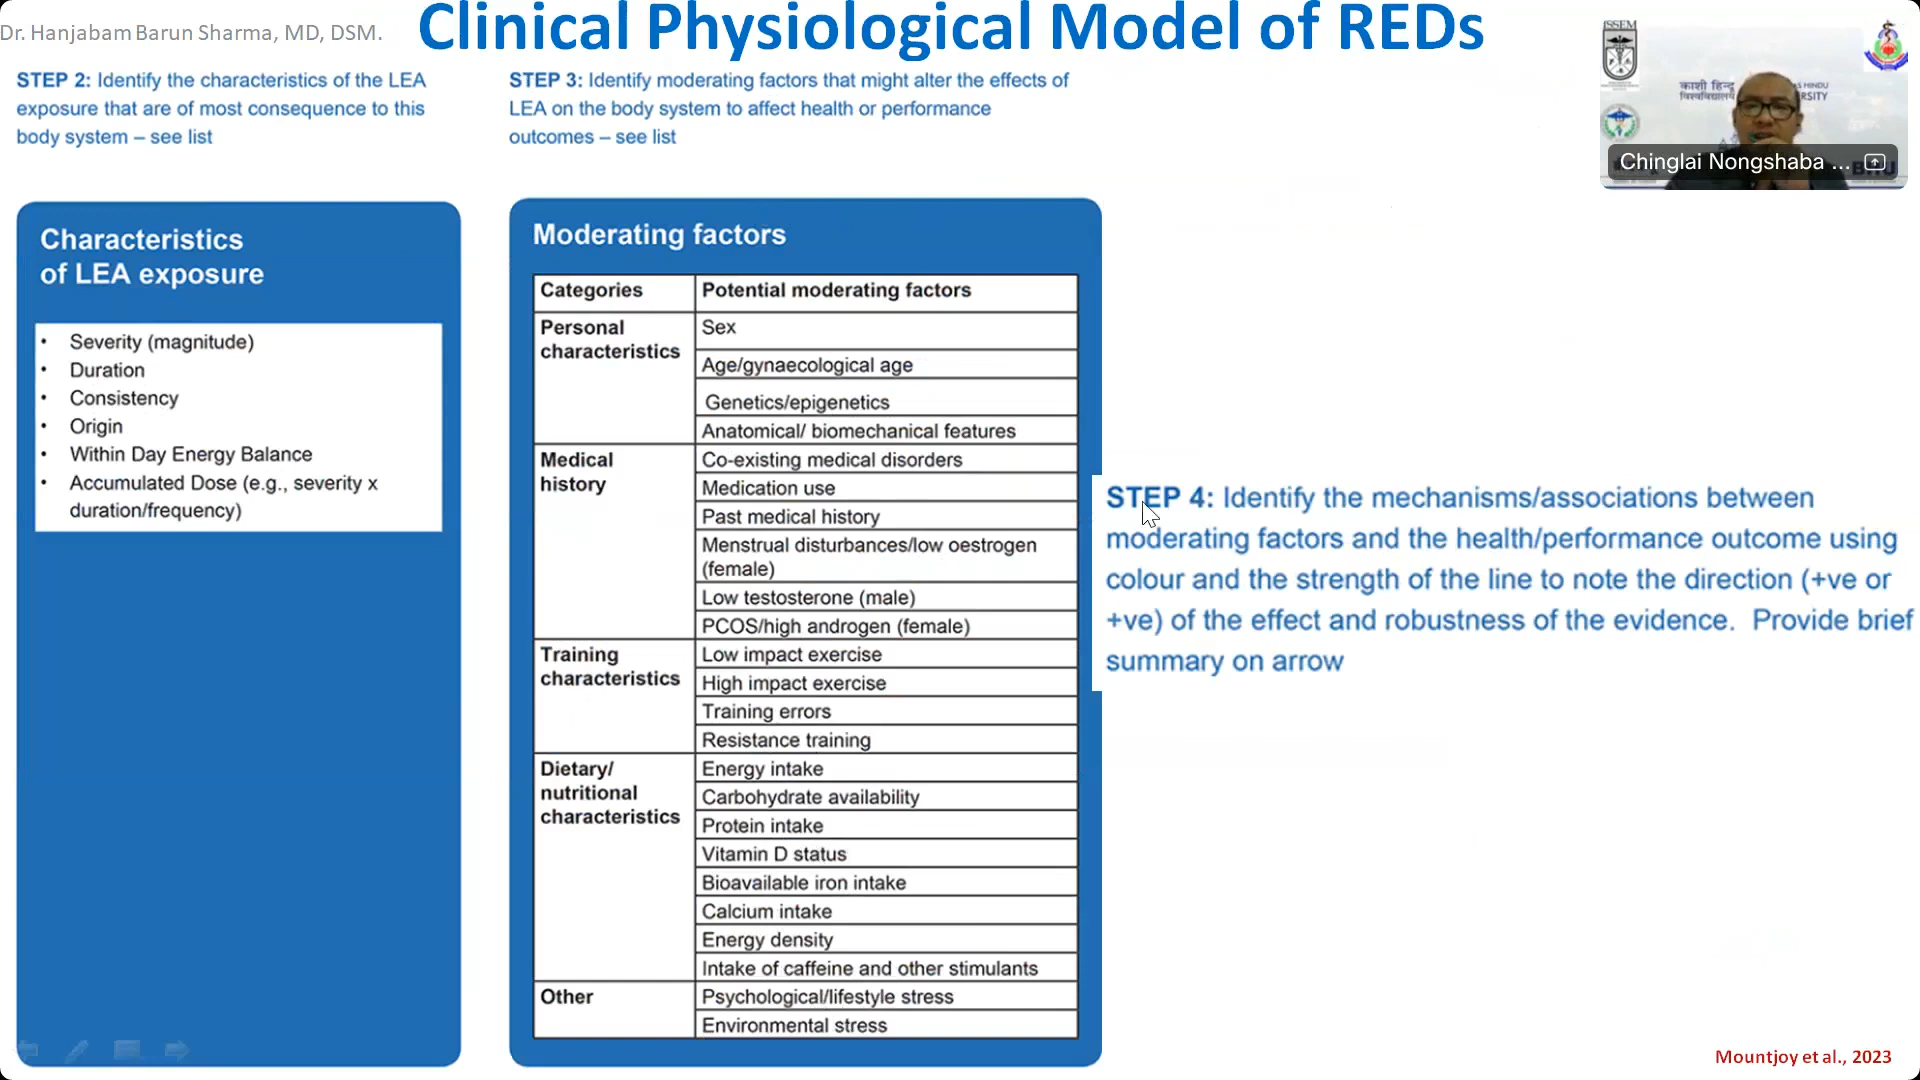 Dr. Hanjabam Barun Sharma, MD, DSM.
Clinical Physiological Model of REDs
STEP 2: Identify the characteristics of the LEA
exposure that are of most consequence to this
body system – see list
STEP 3: Identify moderating factors that might alter the effects of
LEA on the body system to affect health or performance
outcomes – see list
Characteristics
of LEA exposure
• Severity (magnitude)
• Duration
• Consistency
• Origin
• Within Day Energy Balance
• Accumulated Dose (e.g., severity x
duration/frequency)
Moderating factors
Categories Potential moderating factors
Personal
characteristics
Sex
Age/gynaecological age
Genetics/epigenetics
Anatomical/ biomechanical features
Medical
history
Co-existing medical disorders
Medication use
Past medical history
Menstrual disturbances/low oestrogen
(female)
Low testosterone (male)
PCOS/high androgen (female)
Training
characteristics
Low impact exercise
High impact exercise
Training errors
Resistance training
Dietary/
nutritional
characteristics
Energy intake
Carbohydrate availability
Protein intake
Vitamin D status
Bioavailable iron intake
Calcium intake
Energy density
Intake of caffeine and other stimulants
Other
Psychological/lifestyle stress
Environmental stress
STEP 4: Identify the mechanisms/associations between
moderating factors and the health/performance outcome using
colour and the strength of the line to note the direction (+ve or
+ve) of the effect and robustness of the evidence. Provide brief
summary on arrow
Mountjoy et al., 2023
ISSEM
काशी हिन्दू
HINDU
Chinglai Nongshaba ...
BHU